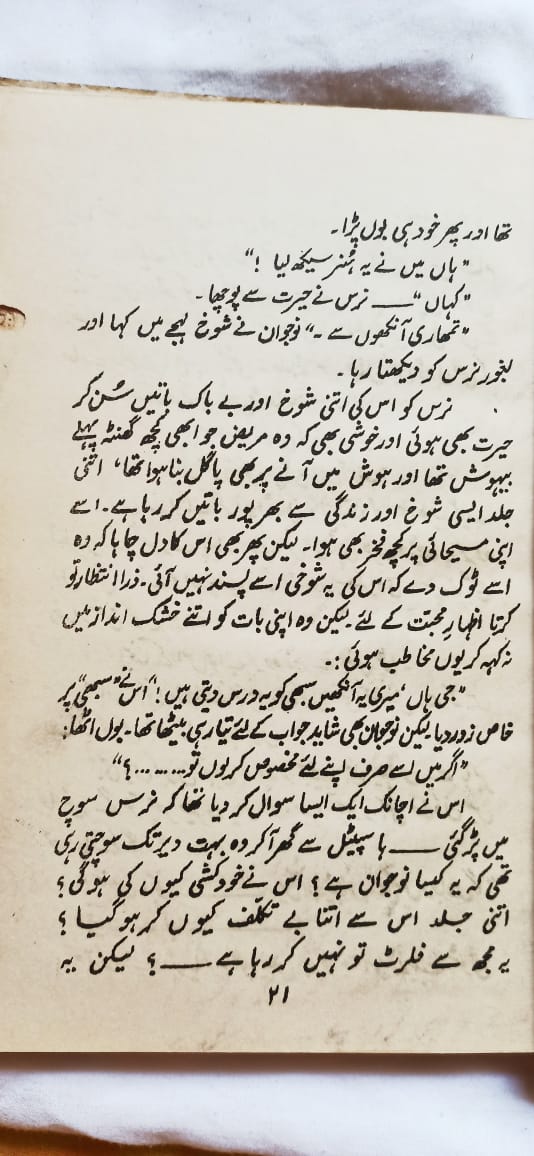 تھا اور پھر خود ہی بول پڑا۔
"ہاں میں نے یہ ہُنر سیکھ لیا !"
"کہاں" ـــ نرس نے حیرت سے پوچھا۔
"تمھاری آنکھوں سے ـ" نوجوان نے شوخ لہجے میں کہا اور
بغور نرس کو دیکھتا رہا۔
نرس کو اس کی اتنی شوخ اور بے باک باتیں سُن کر
حیرت بھی ہوئی اور خوشی بھی کہ وہ مریض جو ابھی کچھ گھنٹہ پہلے
بیہوش تھا اور ہوش میں آنے پر بھی پاگل بنا ہوا تھا، اتنی
جلد ایسی شوخ اور زندگی سے بھرپور باتیں کر رہا ہے۔ اسے
اپنی مسیحائی پر کچھ فخر بھی ہوا۔ لیکن پھر بھی اس کا دل چاہا کہ وہ
اسے ٹوک دے کہ اس کی یہ شوخی اسے پسند نہیں آئی۔ ذرا انتظار تو
کرتا اظہارِ محبّت کے لئے۔ لیکن وہ اپنی بات کو اتنے خشک انداز میں
نہ کہہ کر یوں مخاطب ہوئی :۔
"جی ہاں، میری یہ آنکھیں سبھی کو یہ درس دیتی ہیں !" اس نے "سبھی" پر
خاص زور دیا لیکن نوجوان بھی شاید جواب کے لئے تیار ہی بیٹھا تھا۔ بول اٹھا:
"اگر میں اسے صرف اپنے لئے مخصوص کر لوں تو.........؟"
اس نے اچانک ایک ایسا سوال کر دیا تھا کہ نرس سوچ
میں پڑ گئی ـــ ہاسپٹل سے گھر آ کر وہ بہت دیر تک سوچتی رہی
تھی کہ یہ کیسا نوجوان ہے؟ اس نے خودکشی کیوں کی ہوگی؟
اتنی جلد اس سے اتنا بے تکلّف کیوں کر ہو گیا؟
یہ مجھ سے فلرٹ تو نہیں کر رہا ہے ـــ؟ لیکن یہ
۲۱